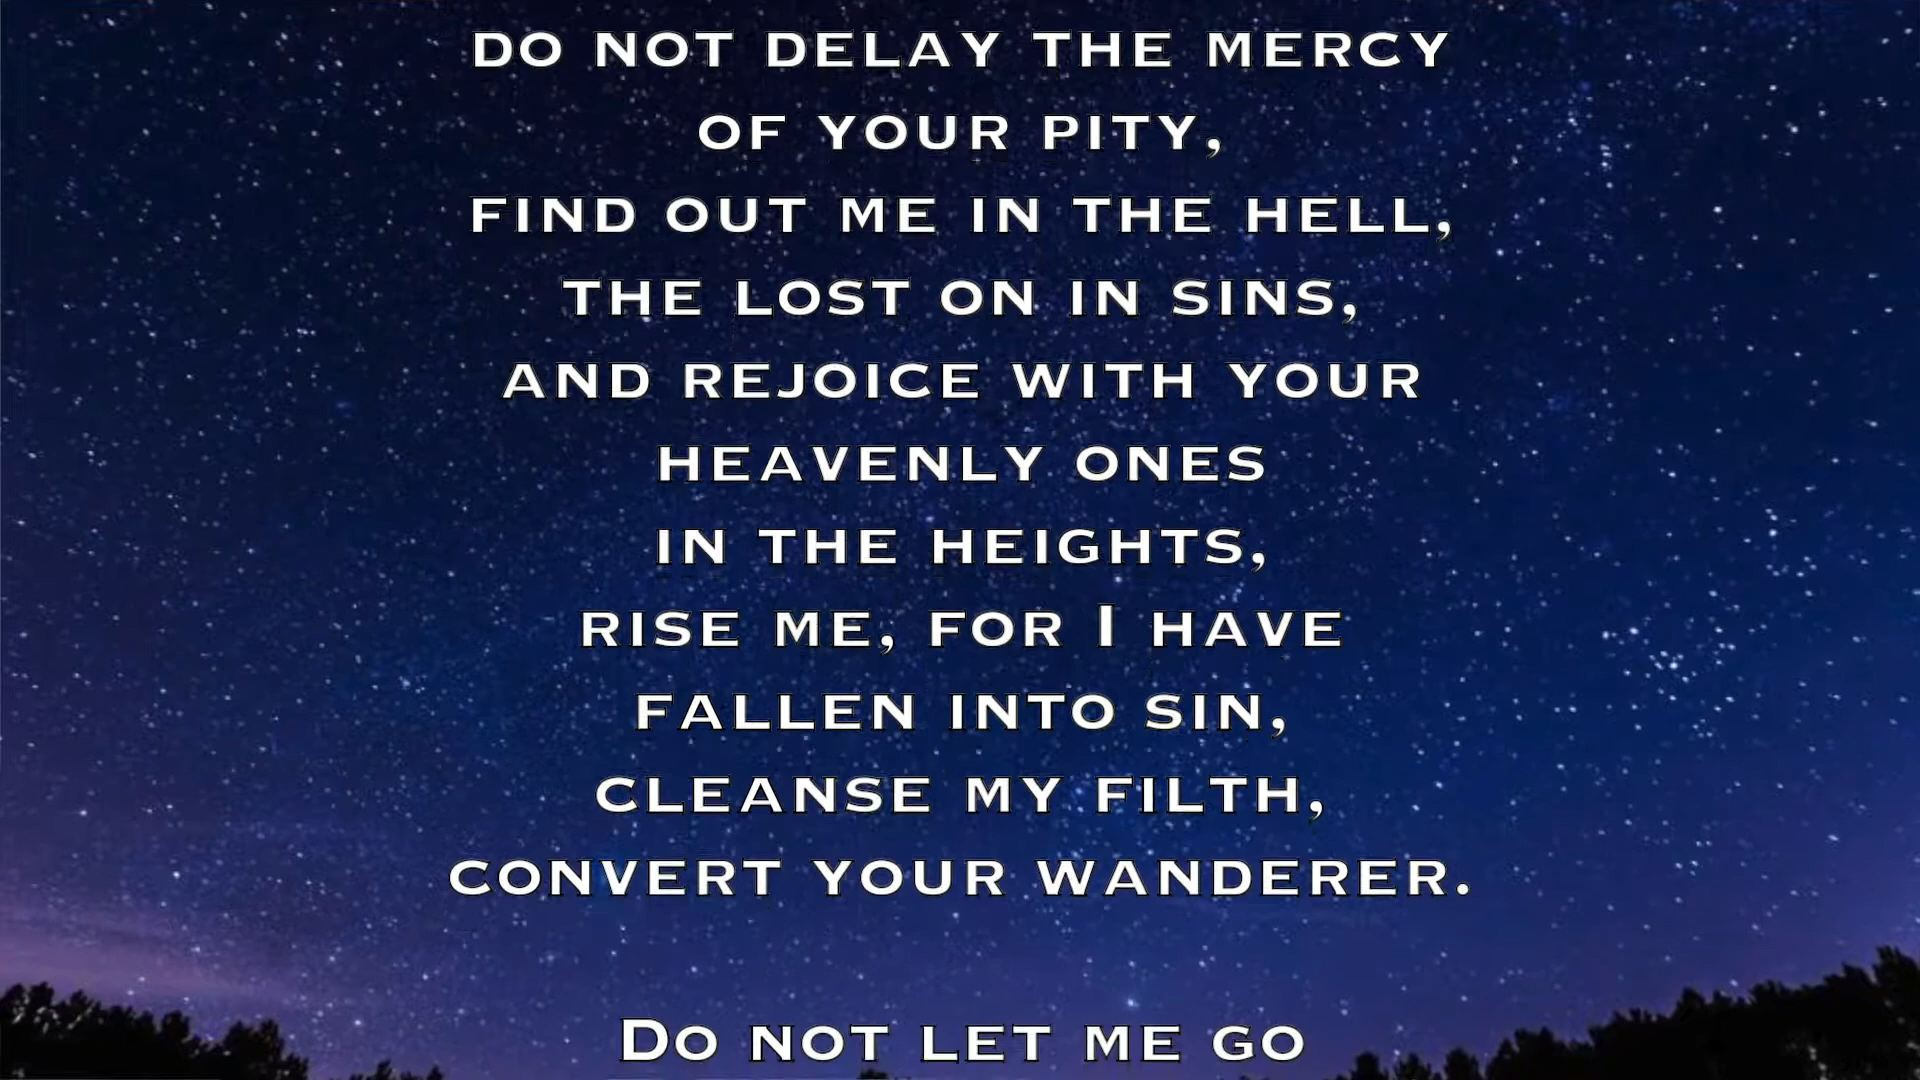 DO NOT DELAY THE MERCY
OF YOUR PITY,
FIND OUT ME IN THE HELL,
THE LOST ON IN SINS,
AND REJOICE WITH YOUR
HEAVENLY ONES
IN THE HEIGHTS,
RISE ME, FOR I HAVE
FALLEN INTO SIN,
CLEANSE MY FILTH,
CONVERT YOUR WANDERER.
DO NOT LET ME GO